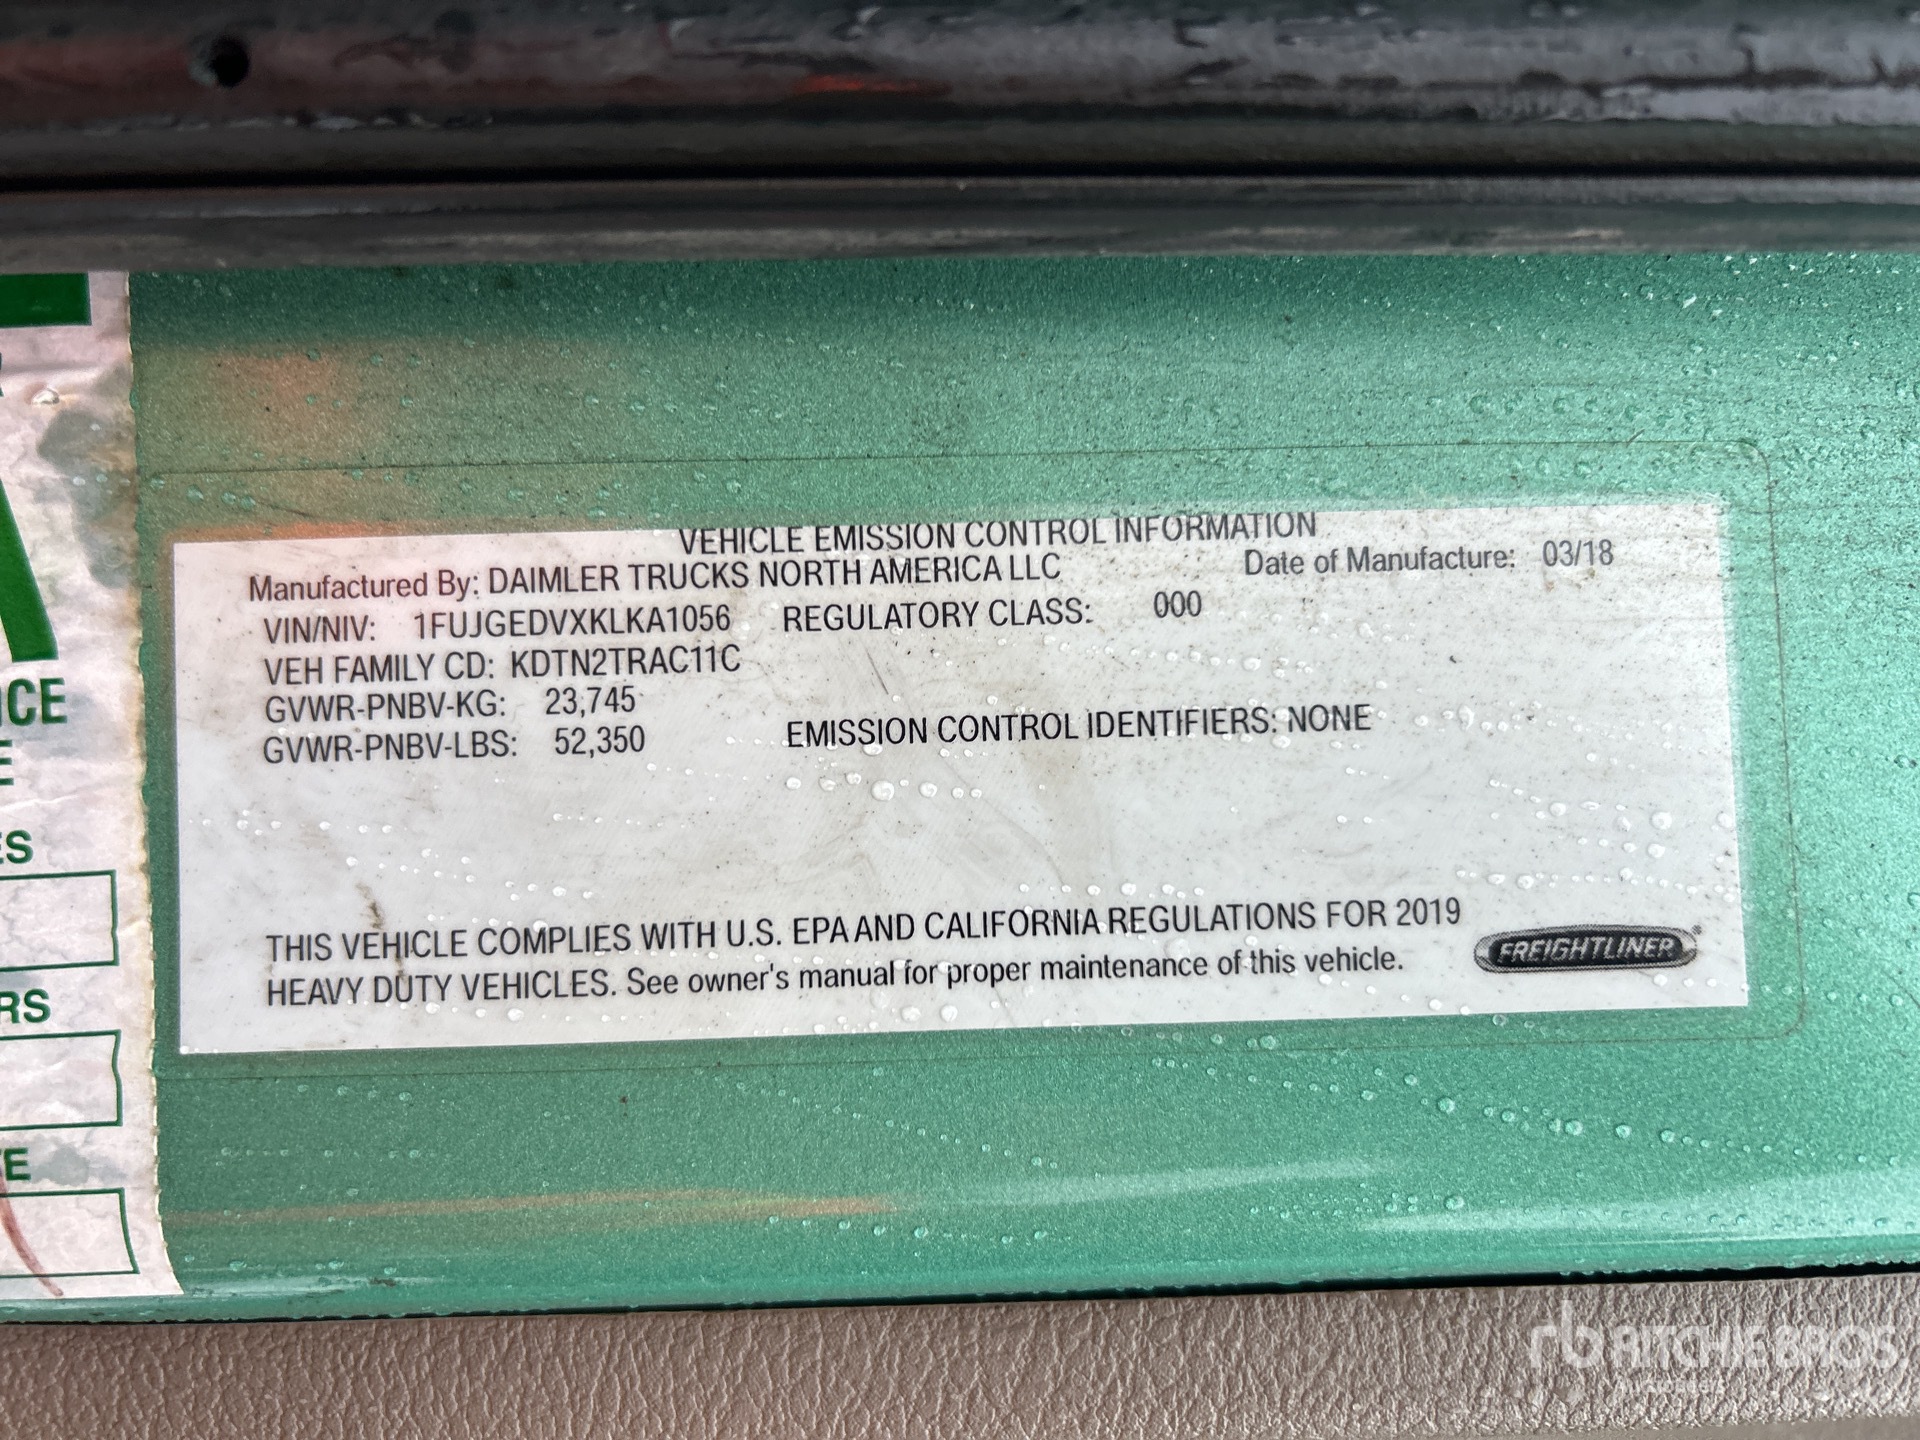 VEHICLE EMISSION CONTROL INFORMATION
Manufactured By: DAIMLER TRUCKS NORTH AMERICA LLC Date of Manufacture: 03/18
VIN/NIV: 1FUJGEDVXKLKA1056 REGULATORY CLASS: 000
VEH FAMILY CD: KDTN2TRAC11C
GVWR-PNBV-KG: 23,745
GVWR-PNBV-LBS: 52,350 EMISSION CONTROL IDENTIFIERS: NONE
THIS VEHICLE COMPLIES WITH U.S. EPA AND CALIFORNIA REGULATIONS FOR 2019
HEAVY DUTY VEHICLES. See owner's manual for proper maintenance of this vehicle.
FREIGHTLINER
ICE
ES
RS
E
rb RITCHIE BROS
Auctioneers